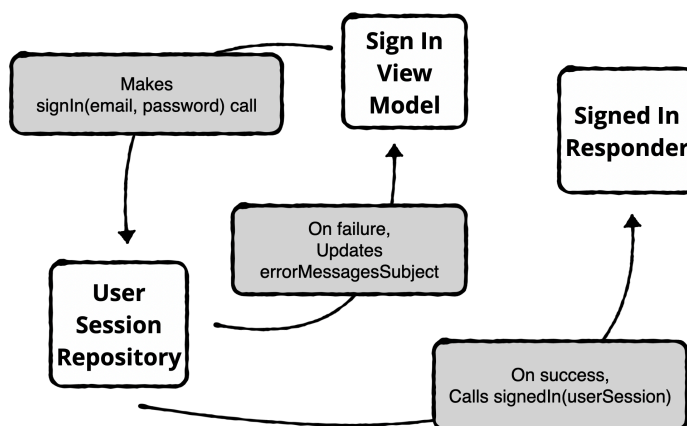 Sign In
View
Model
Makes
signIn(email, password) call
Signed In
Responder
On failure,
Updates
errorMessagesSubject
User
Session
Repository
On success,
Calls signedIn(userSession)